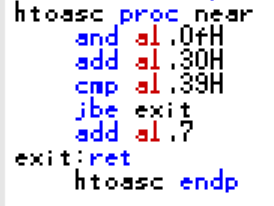 htoasc proc near
and al,0fH
add al,30H
cmp al,39H
jbe exit
add al,7
exit:ret
htoasc endp